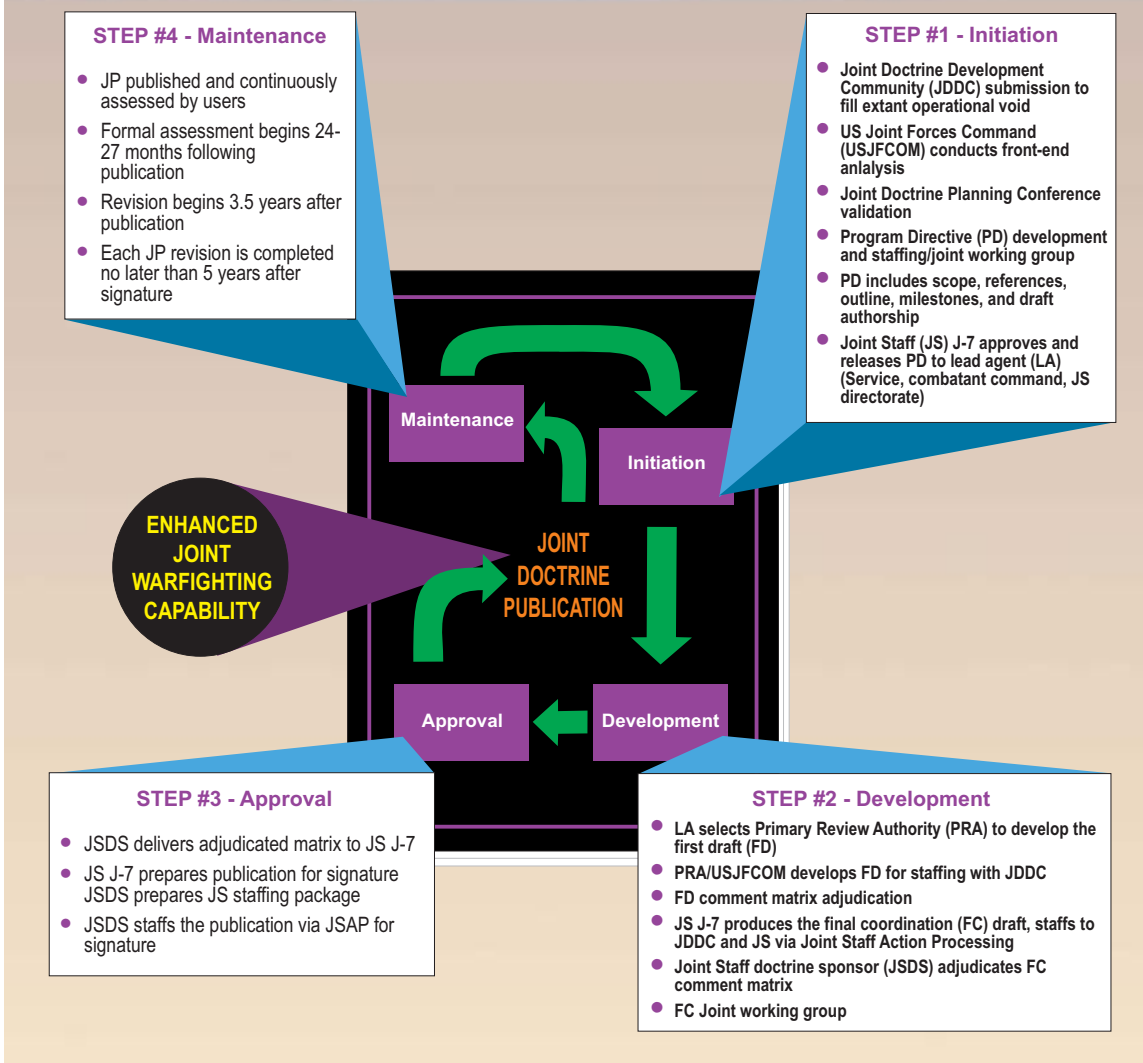 STEP #4 - Maintenance
JP published and continuously
assessed by users
Formal assessment begins 24-
27 months following
publication
Revision begins 3.5 years after
publication
Each JP revision is completed
no later than 5 years after
signature
STEP #1 - Initiation
Joint Doctrine Development
Community (JDDC) submission to
fill extant operational void
US Joint Forces Command
(USJFCOM) conducts front-end
anlalysis
Joint Doctrine Planning Conference
validation
Program Directive (PD) development
and staffing/joint working group
PD includes scope, references,
outline, milestones, and draft
authorship
Joint Staff (JS) J-7 approves and
releases PD to lead agent (LA)
(Service, combatant command, JS
directorate)
Maintenance
Initiation
ENHANCED
JOINT
WARFIGHTING
CAPABILITY
JOINT
DOCTRINE
PUBLICATION
Approval
Development
STEP #3 - Approval
JSDS delivers adjudicated matrix to JS J-7
JS J-7 prepares publication for signature
JSDS prepares JS staffing package
JSDS staffs the publication via JSAP for
signature
STEP #2 - Development
LA selects Primary Review Authority (PRA) to develop the
first draft (FD)
PRA/USJFCOM develops FD for staffing with JDDC
FD comment matrix adjudication
JS J-7 produces the final coordination (FC) draft, staffs to
JDDC and JS via Joint Staff Action Processing
Joint Staff doctrine sponsor (JSDS) adjudicates FC
comment matrix
FC Joint working group